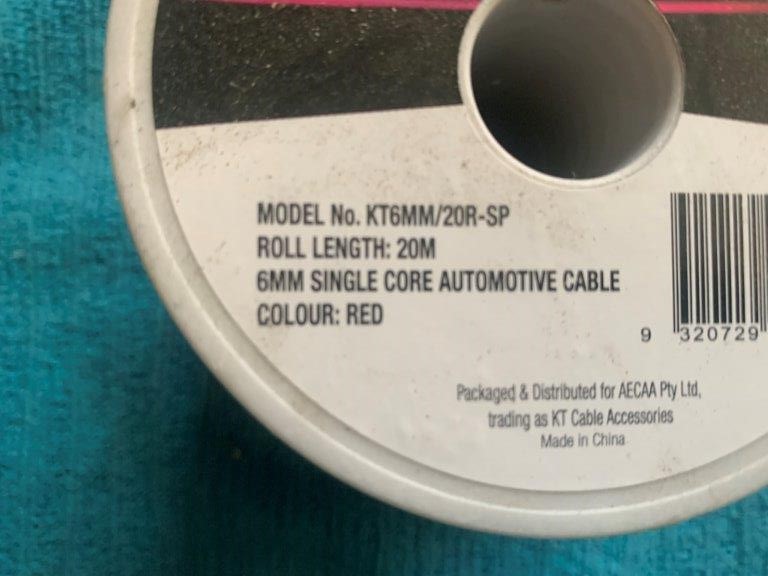 MODEL No. KT6MM/20R-SP
ROLL LENGTH: 20M
6MM SINGLE CORE AUTOMOTIVE CABLE
COLOUR: RED
9 320729
Packaged & Distributed for AECAA Pty Ltd,
trading as KT Cable Accessories
Made in China